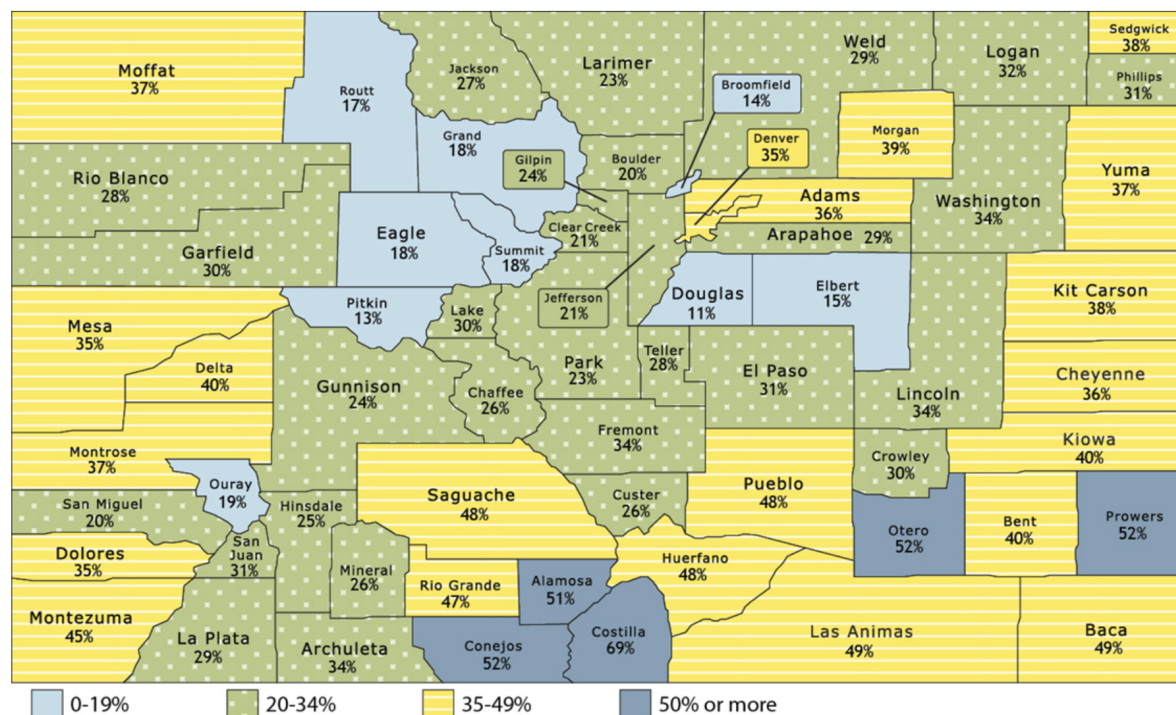 Moffat
37%
Routt
17%
Jackson
27%
Larimer
23%
Weld
29%
Logan
32%
Sedgwick
38%
Phillips
31%
Broomfield
14%
Grand
18%
Gilpin
24%
Boulder
20%
Denver
35%
Morgan
39%
Yuma
37%
Rio Blanco
28%
Garfield
30%
Eagle
18%
Summit
18%
Clear Creek
21%
Adams
36%
Arapahoe 29%
Washington
34%
Mesa
35%
Pitkin
13%
Lake
30%
Jefferson
21%
Douglas
11%
Elbert
15%
Kit Carson
38%
Delta
40%
Gunnison
24%
Chaffee
26%
Park
23%
Teller
28%
El Paso
31%
Lincoln
34%
Cheyenne
36%
Montrose
37%
Fremont
34%
Crowley
30%
Kiowa
40%
Ouray
19%
San Miguel
20%
Hinsdale
25%
Saguache
48%
Custer
26%
Pueblo
48%
Otero
52%
Bent
40%
Prowers
52%
Dolores
35%
San
Juan
31%
Mineral
26%
Rio Grande
47%
Alamosa
51%
Huerfano
48%
Montezuma
45%
La Plata
29%
Archuleta
34%
Conejos
52%
Costilla
69%
Las Animas
49%
Baca
49%
0-19%
20-34%
35-49%
50% or more